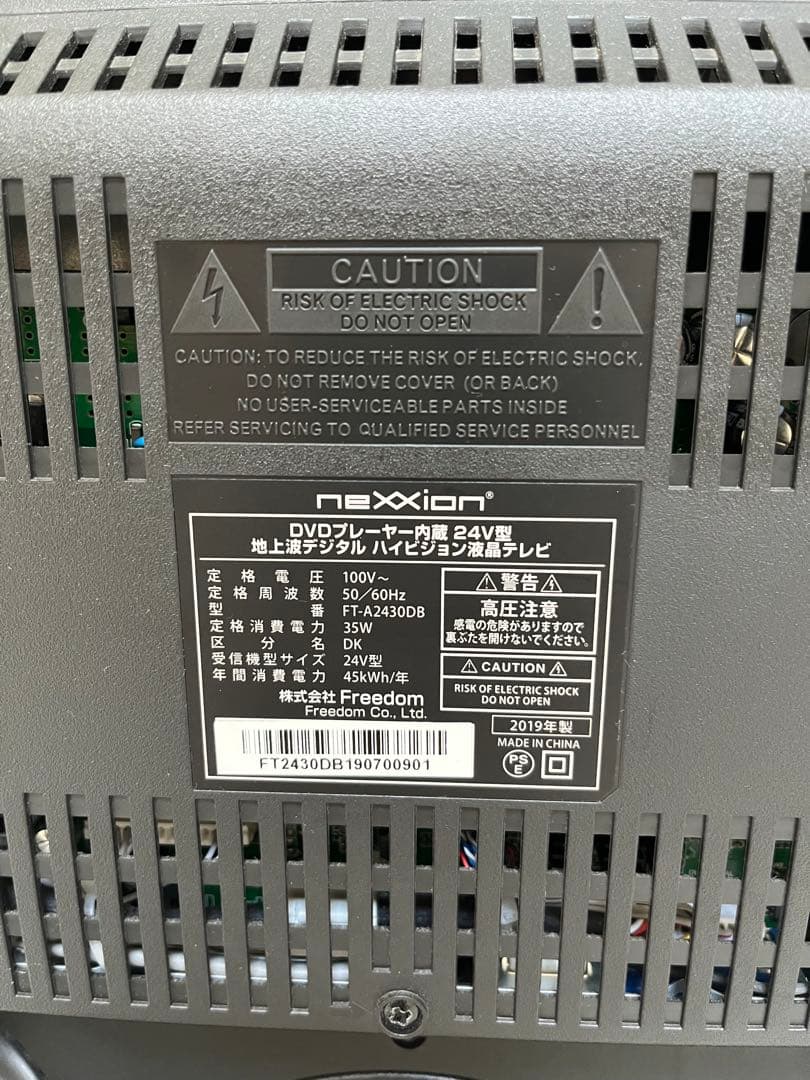 CAUTION
RISK OF ELECTRIC SHOCK
DO NOT OPEN
CAUTION: TO REDUCE THE RISK OF ELECTRIC SHOCK,
DO NOT REMOVE COVER (OR BACK)
NO USER-SERVICEABLE PARTS INSIDE
REFER SERVICING TO QUALIFIED SERVICE PERSONNEL
neXXion®
DVDプレーヤー内蔵 24V型
地上波デジタル ハイビジョン液晶テレビ
定格電圧 100V～
定格周波数 50/60Hz
型番 FT-A2430DB
定格消費電力 35W
区分名 DK
受信機型サイズ 24V型
年間消費電力 45kWh/年
株式会社 Freedom
Freedom Co., Ltd.
FT2430DB190700901
警告
高圧注意
感電の危険がありますので
裏ぶたを開けないでください。
CAUTION
RISK OF ELECTRIC SHOCK
DO NOT OPEN
2019年製
MADE IN CHINA
PS
E